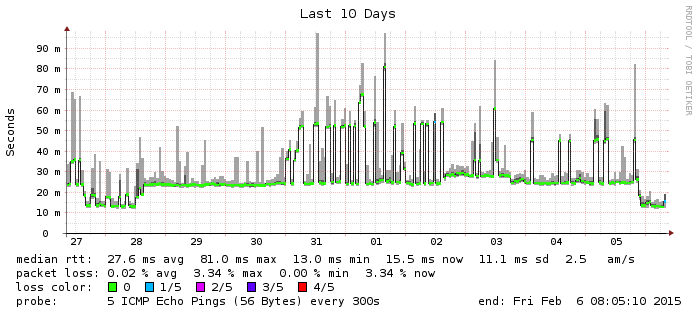 Last 10 Days
RRDTOOL / TOBI OETIKER
Seconds
90 m
80 m
70 m
60 m
50 m
40 m
30 m
20 m
10 m
0
27 28 29 30 31 01 02 03 04 05
median rtt: 27.6 ms avg 81.0 ms max 13.0 ms min 15.5 ms now 11.1 ms sd 2.5 am/s
packet loss: 0.02 % avg 3.34 % max 0.00 % min 3.34 % now
loss color: 0 1/5 2/5 3/5 4/5
probe: 5 ICMP Echo Pings (56 Bytes) every 300s end: Fri Feb 6 08:05:10 2015